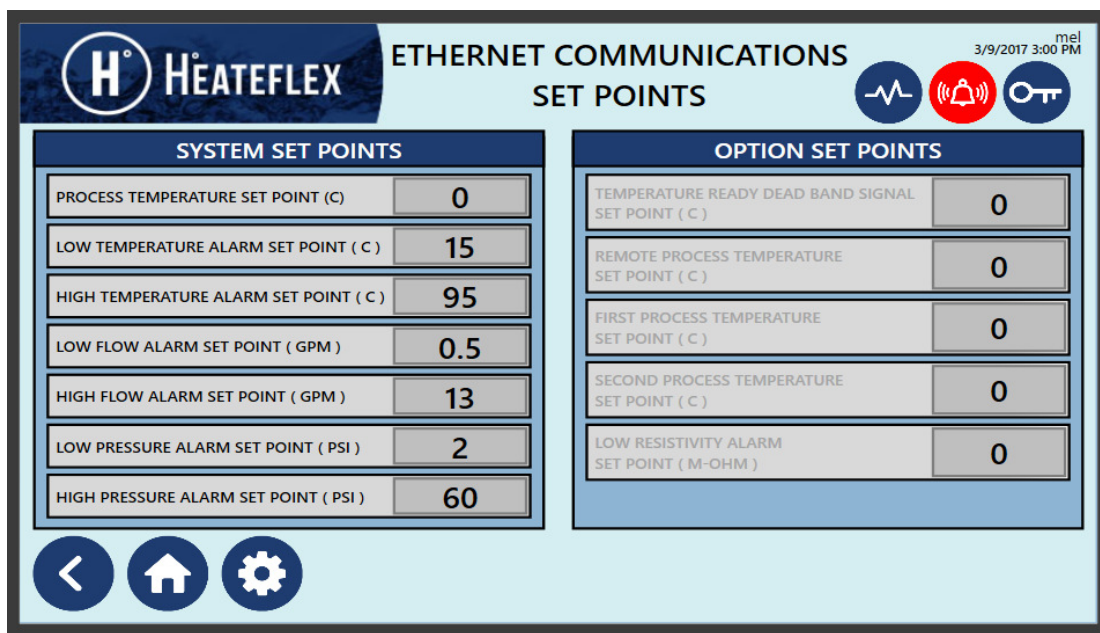 H° HEATEFLEX
ETHERNET COMMUNICATIONS
SET POINTS
mel
3/9/2017 3:00 PM
SYSTEM SET POINTS
PROCESS TEMPERATURE SET POINT (C) 0
LOW TEMPERATURE ALARM SET POINT ( C ) 15
HIGH TEMPERATURE ALARM SET POINT ( C ) 95
LOW FLOW ALARM SET POINT ( GPM ) 0.5
HIGH FLOW ALARM SET POINT ( GPM ) 13
LOW PRESSURE ALARM SET POINT ( PSI ) 2
HIGH PRESSURE ALARM SET POINT ( PSI ) 60
OPTION SET POINTS
TEMPERATURE READY DEAD BAND SIGNAL
SET POINT ( C ) 0
REMOTE PROCESS TEMPERATURE
SET POINT ( C ) 0
FIRST PROCESS TEMPERATURE
SET POINT ( C ) 0
SECOND PROCESS TEMPERATURE
SET POINT ( C ) 0
LOW RESISTIVITY ALARM
SET POINT ( M-OHM ) 0